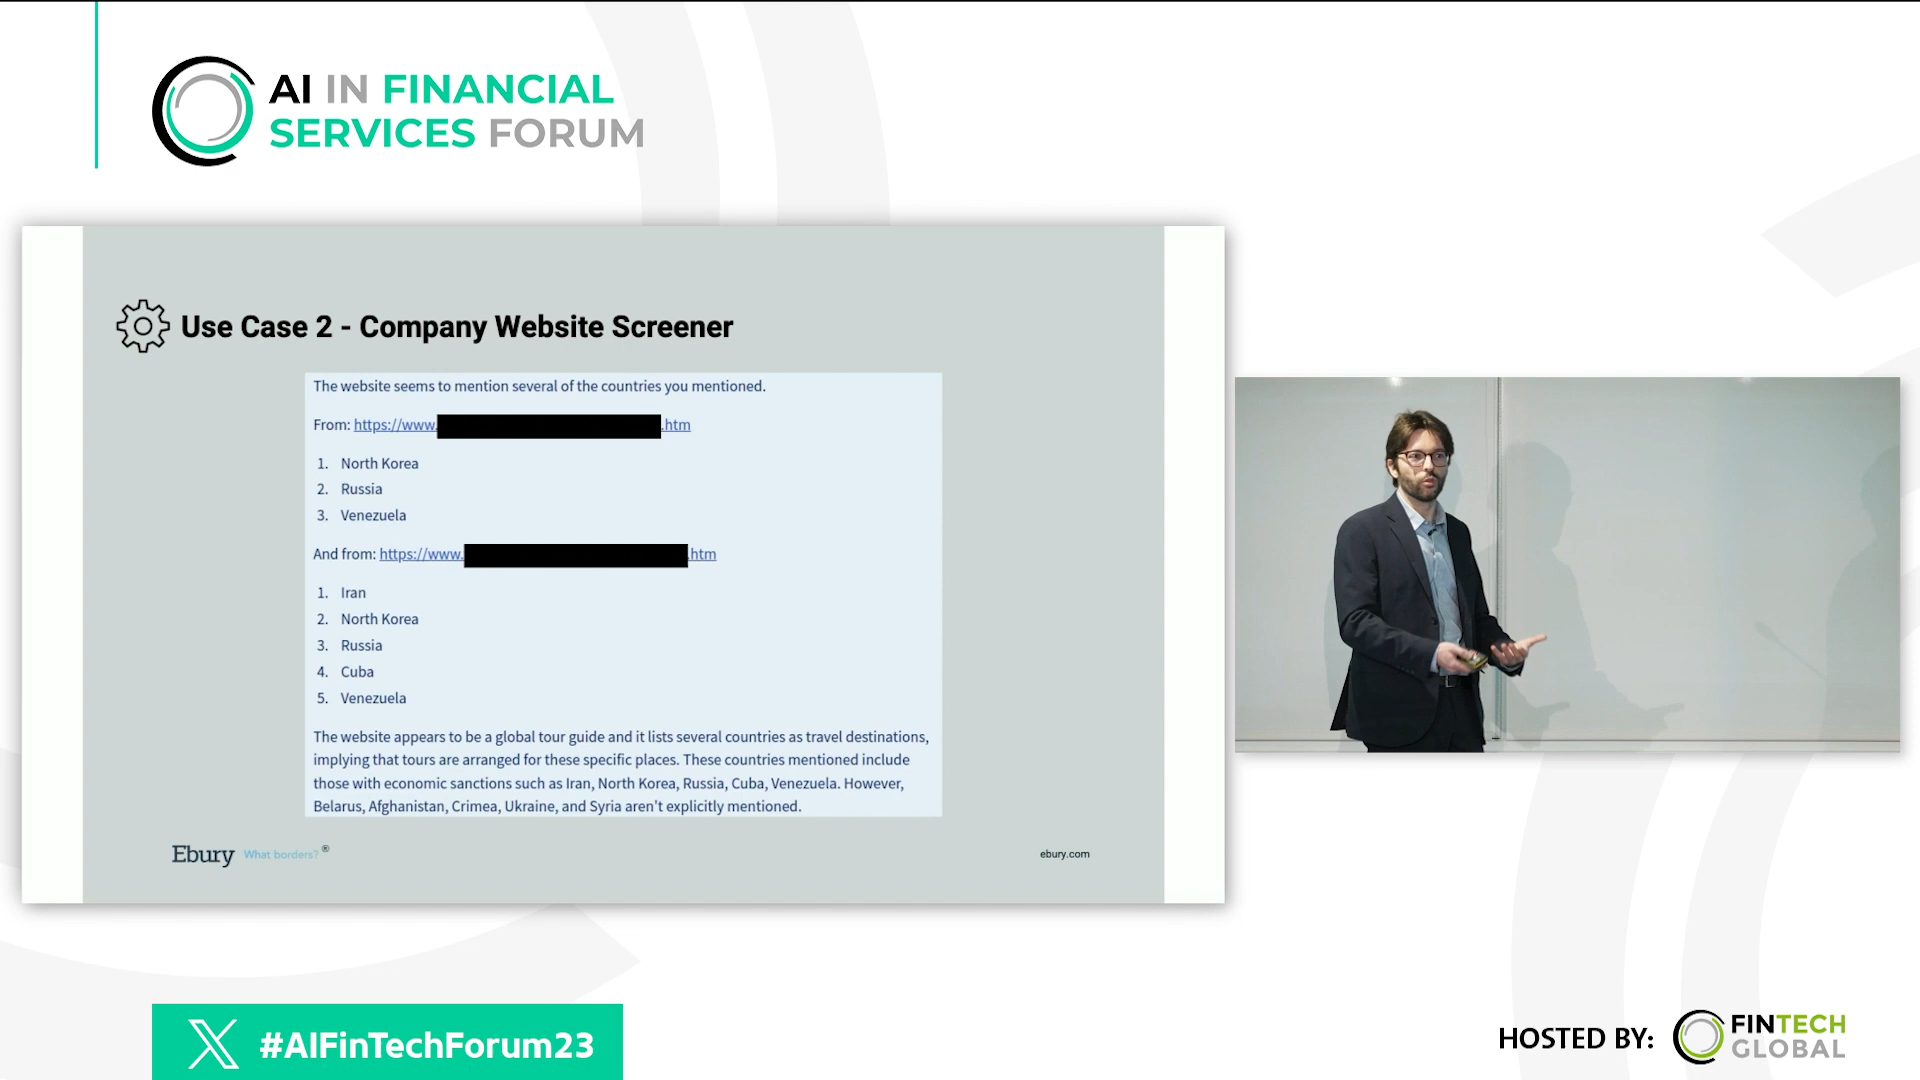 AI IN FINANCIAL
SERVICES FORUM
Use Case 2 - Company Website Screener
The website seems to mention several of the countries you mentioned.
From: https://www. .htm
1. North Korea
2. Russia
3. Venezuela
And from: https://www. .htm
1. Iran
2. North Korea
3. Russia
4. Cuba
5. Venezuela
The website appears to be a global tour guide and it lists several countries as travel destinations,
implying that tours are arranged for these specific places. These countries mentioned include
those with economic sanctions such as Iran, North Korea, Russia, Cuba, Venezuela. However,
Belarus, Afghanistan, Crimea, Ukraine, and Syria aren't explicitly mentioned.
Ebury What borders? ®
ebury.com
#AIFinTechForum23
HOSTED BY:
FINTECH
GLOBAL